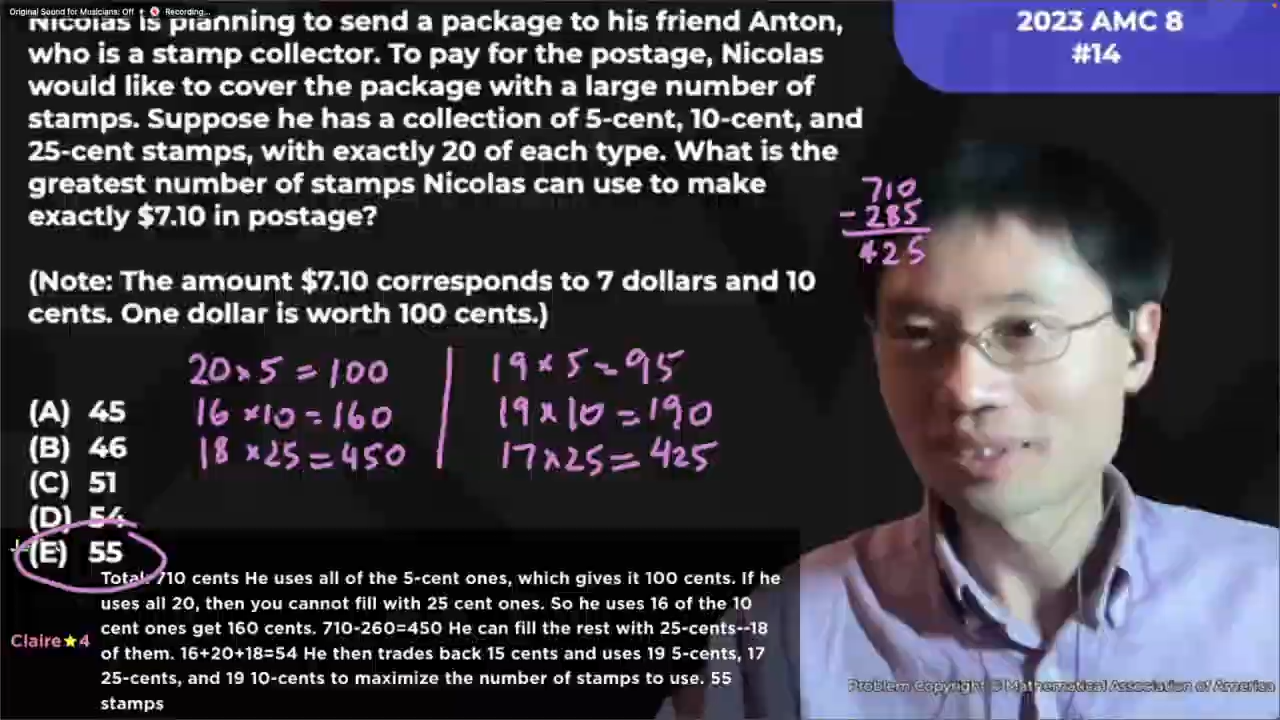 Original Sound for Musicians: Off
Recording...
Nicolas is planning to send a package to his friend Anton,
who is a stamp collector. To pay for the postage, Nicolas
would like to cover the package with a large number of
stamps. Suppose he has a collection of 5-cent, 10-cent, and
25-cent stamps, with exactly 20 of each type. What is the
greatest number of stamps Nicolas can use to make
exactly $7.10 in postage?
(Note: The amount $7.10 corresponds to 7 dollars and 10
cents. One dollar is worth 100 cents.)
2023 AMC 8
#14
710
- 285
425
20 × 5 = 100
16 × 10 = 160
18 × 25 = 450
19 × 5 = 95
19 × 10 = 190
17 × 25 = 425
(A) 45
(B) 46
(C) 51
(D) 54
(E) 55
Claire★4
Total: 710 cents He uses all of the 5-cent ones, which gives it 100 cents. If he
uses all 20, then you cannot fill with 25 cent ones. So he uses 16 of the 10
cent ones get 160 cents. 710-260=450 He can fill the rest with 25-cents--18
of them. 16+20+18=54 He then trades back 15 cents and uses 19 5-cents, 17
25-cents, and 19 10-cents to maximize the number of stamps to use. 55
stamps
Problem Copyright © Mathematical Association of America